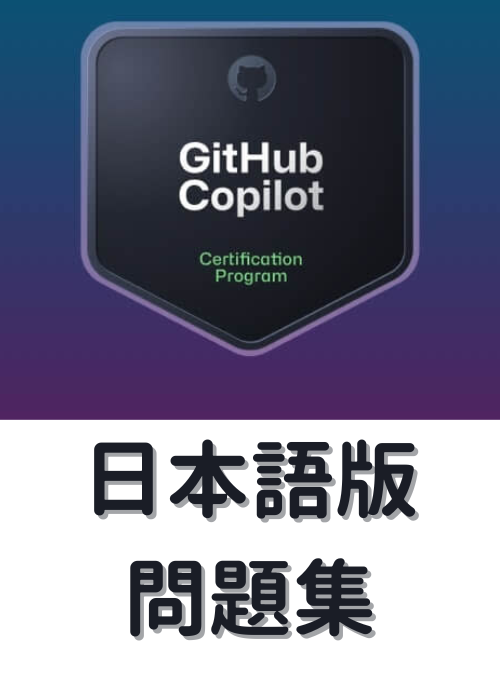 GitHub
Copilot
Certification
Program
日本語版
問題集